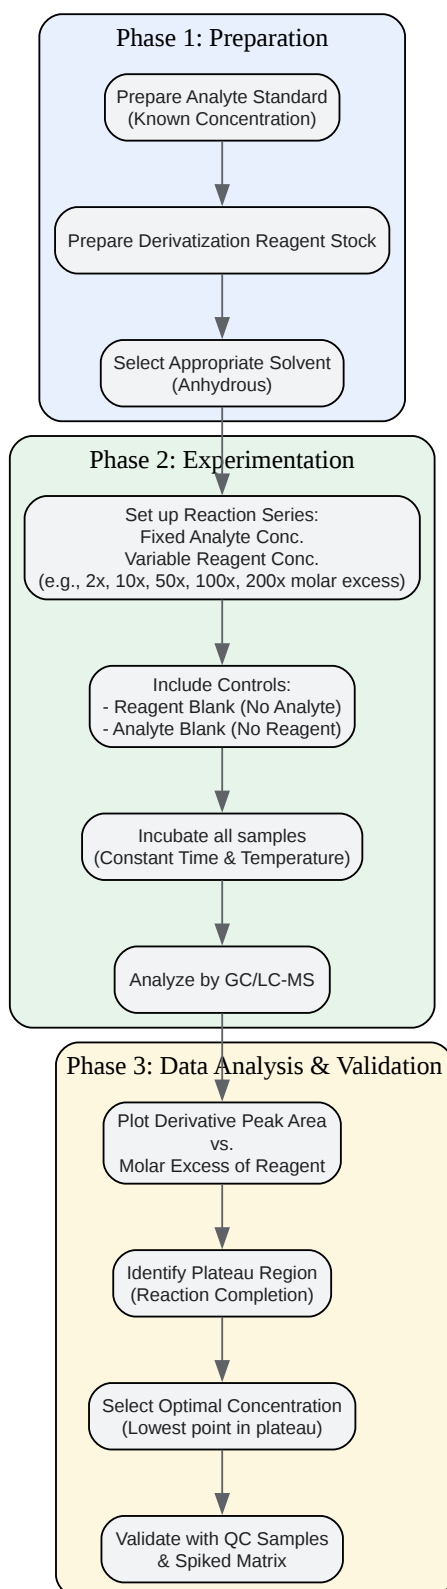 Phase 1: Preparation
Prepare Analyte Standard
(Known Concentration)
Prepare Derivatization Reagent Stock
Select Appropriate Solvent
(Anhydrous)
Phase 2: Experimentation
Set up Reaction Series:
Fixed Analyte Conc.
Variable Reagent Conc.
(e.g., 2x, 10x, 50x, 100x, 200x molar excess)
Include Controls:
- Reagent Blank (No Analyte)
- Analyte Blank (No Reagent)
Incubate all samples
(Constant Time & Temperature)
Analyze by GC/LC-MS
Phase 3: Data Analysis & Validation
Plot Derivative Peak Area
vs.
Molar Excess of Reagent
Identify Plateau Region
(Reaction Completion)
Select Optimal Concentration
(Lowest point in plateau)
Validate with QC Samples
& Spiked Matrix